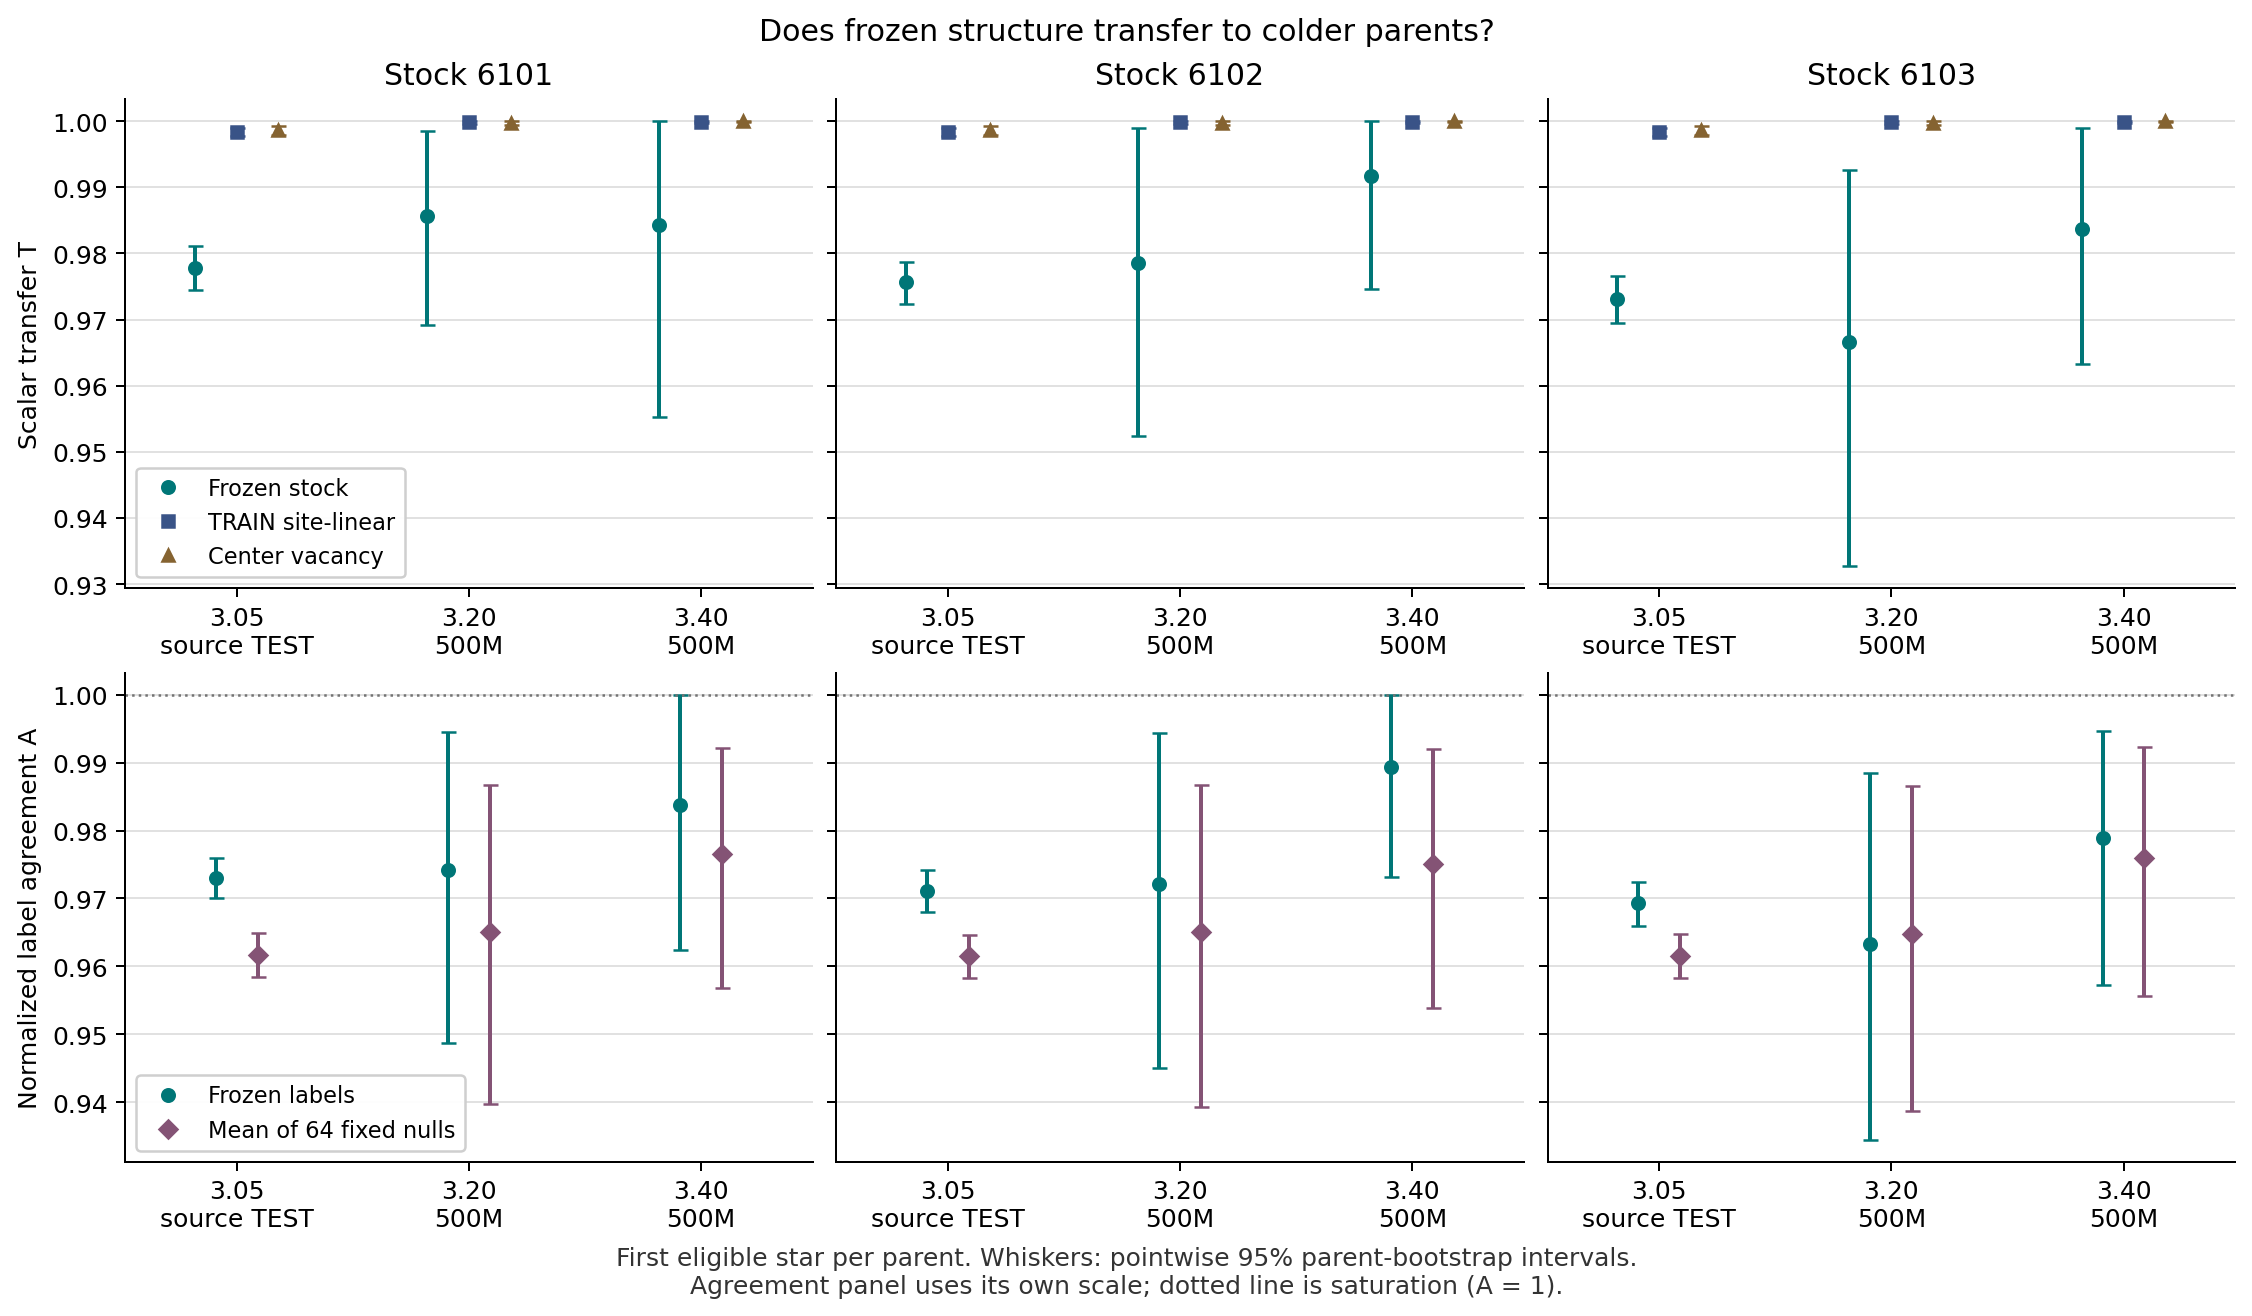 Does frozen structure transfer to colder parents?
Stock 6101
Stock 6102
Stock 6103
Scalar transfer T
1.00
0.99
0.98
0.97
0.96
0.95
0.94
0.93
Frozen stock
TRAIN site-linear
Center vacancy
3.05
source TEST
3.20
500M
3.40
500M
3.05
source TEST
3.20
500M
3.40
500M
3.05
source TEST
3.20
500M
3.40
500M
Normalized label agreement A
1.00
0.99
0.98
0.97
0.96
0.95
0.94
Frozen labels
Mean of 64 fixed nulls
3.05
source TEST
3.20
500M
3.40
500M
3.05
source TEST
3.20
500M
3.40
500M
3.05
source TEST
3.20
500M
3.40
500M
First eligible star per parent. Whiskers: pointwise 95% parent-bootstrap intervals.
Agreement panel uses its own scale; dotted line is saturation (A = 1).